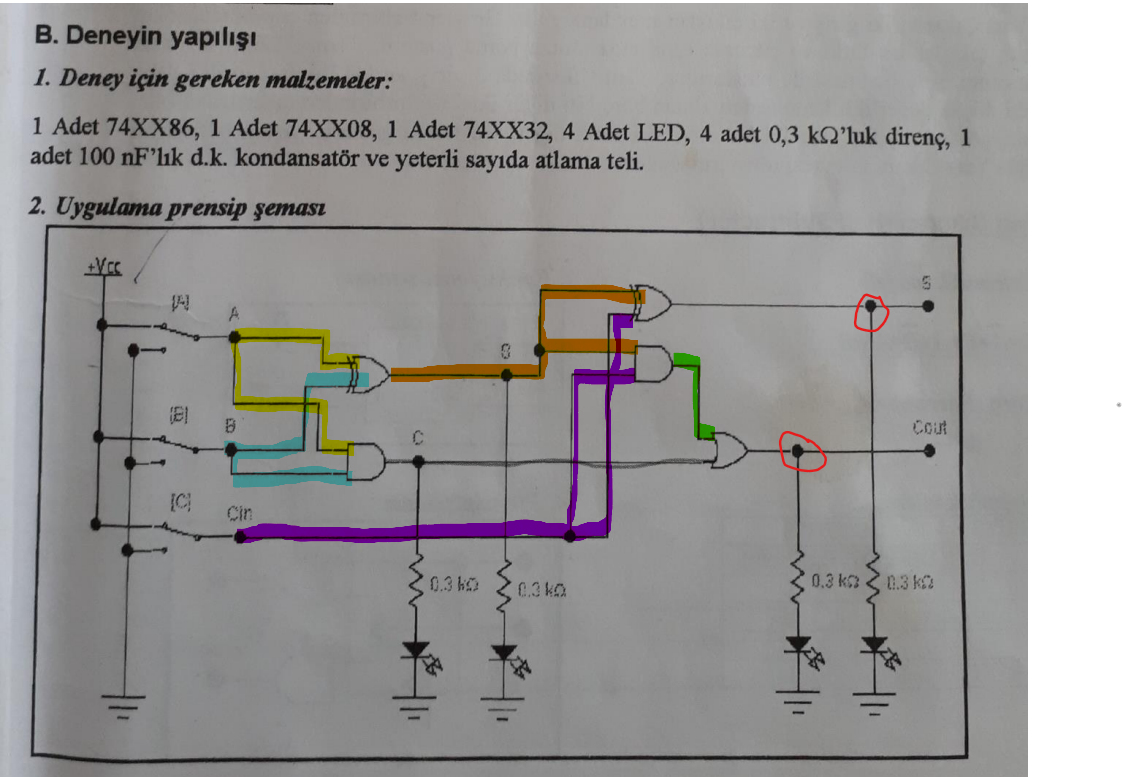 B. Deneyin yapılışı
1. Deney için gereken malzemeler:
1 Adet 74XX86, 1 Adet 74XX08, 1 Adet 74XX32, 4 Adet LED, 4 adet 0,3 kΩ'luk direnç, 1
adet 100 nF'lık d.k. kondansatör ve yeterli sayıda atlama teli.
2. Uygulama prensip şeması
+Vcc
[A]
A
S
S
[B]
B
C
Cout
[C]
Cin
0.3 kΩ
0.3 kΩ
0.3 kΩ
0.3 kΩ